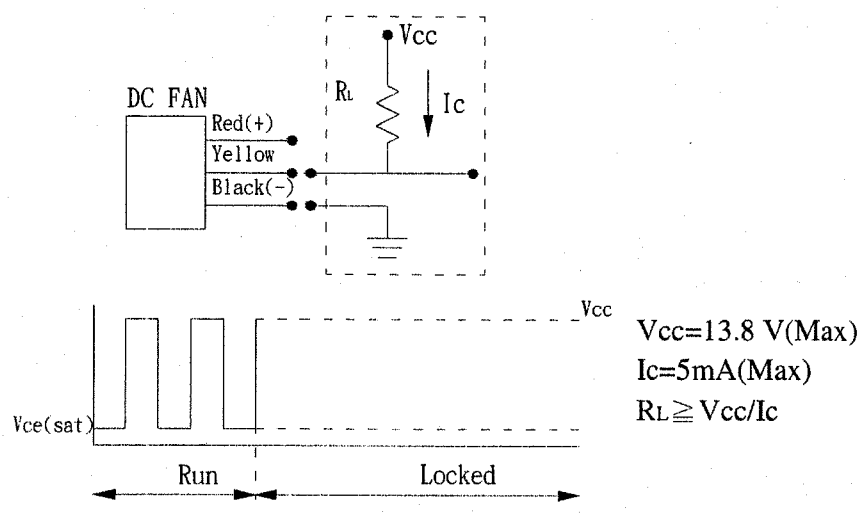 Vcc
RL
Ic
DC FAN
Red(+)
Yellow
Black(-)
Vcc
Vce(sat)
Run
Locked
Vcc=13.8 V(Max)
Ic=5mA(Max)
RL≧Vcc/Ic